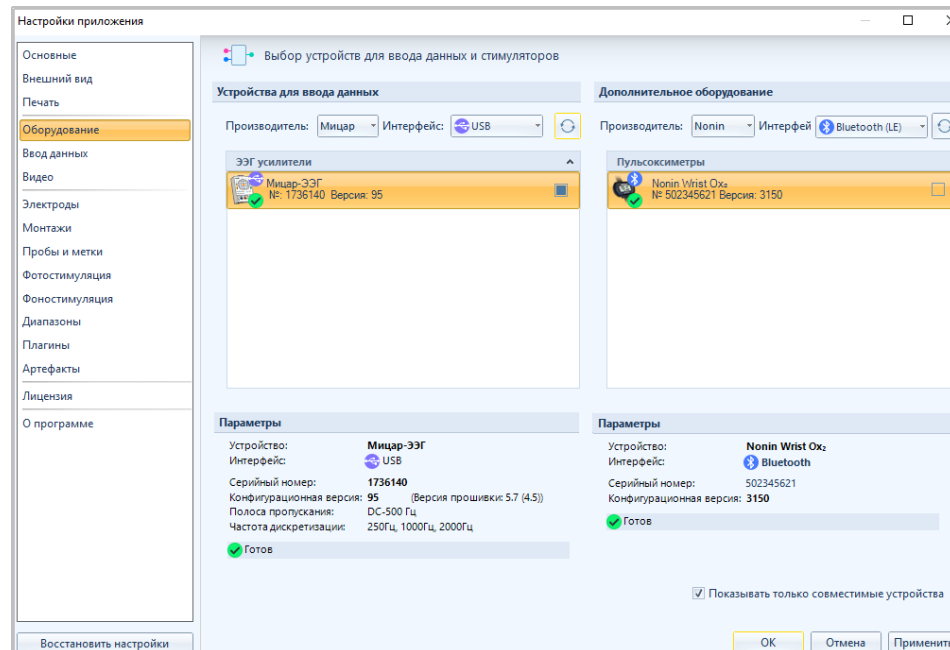 Настройки приложения
Основные
Внешний вид
Печать
Оборудование
Ввод данных
Видео
Электроды
Монтажи
Пробы и метки
Фотостимуляция
Фоностимуляция
Диапазоны
Плагины
Артефакты
Лицензия
О программе
Восстановить настройки
Выбор устройств для ввода данных и стимуляторов
Устройства для ввода данных
Производитель: Мицар Интерфейс: USB
ЭЭГ усилители
Мицар-ЭЭГ
№: 1736140 Версия: 95
Параметры
Устройство: Мицар-ЭЭГ
Интерфейс: USB
Серийный номер: 1736140
Конфигурационная версия: 95 (Версия прошивки: 5.7 (4.5))
Полоса пропускания: DC-500 Гц
Частота дискретизации: 250Гц, 1000Гц, 2000Гц
Готов
Дополнительное оборудование
Производитель: Nonin Интерфей Bluetooth (LE)
Пульсоксиметры
Nonin Wrist Ox₂
№ 502345621 Версия: 3150
Параметры
Устройство: Nonin Wrist Ox₂
Интерфейс: Bluetooth
Серийный номер: 502345621
Конфигурационная версия: 3150
Готов
Показывать только совместимые устройства
OK Отмена Применить